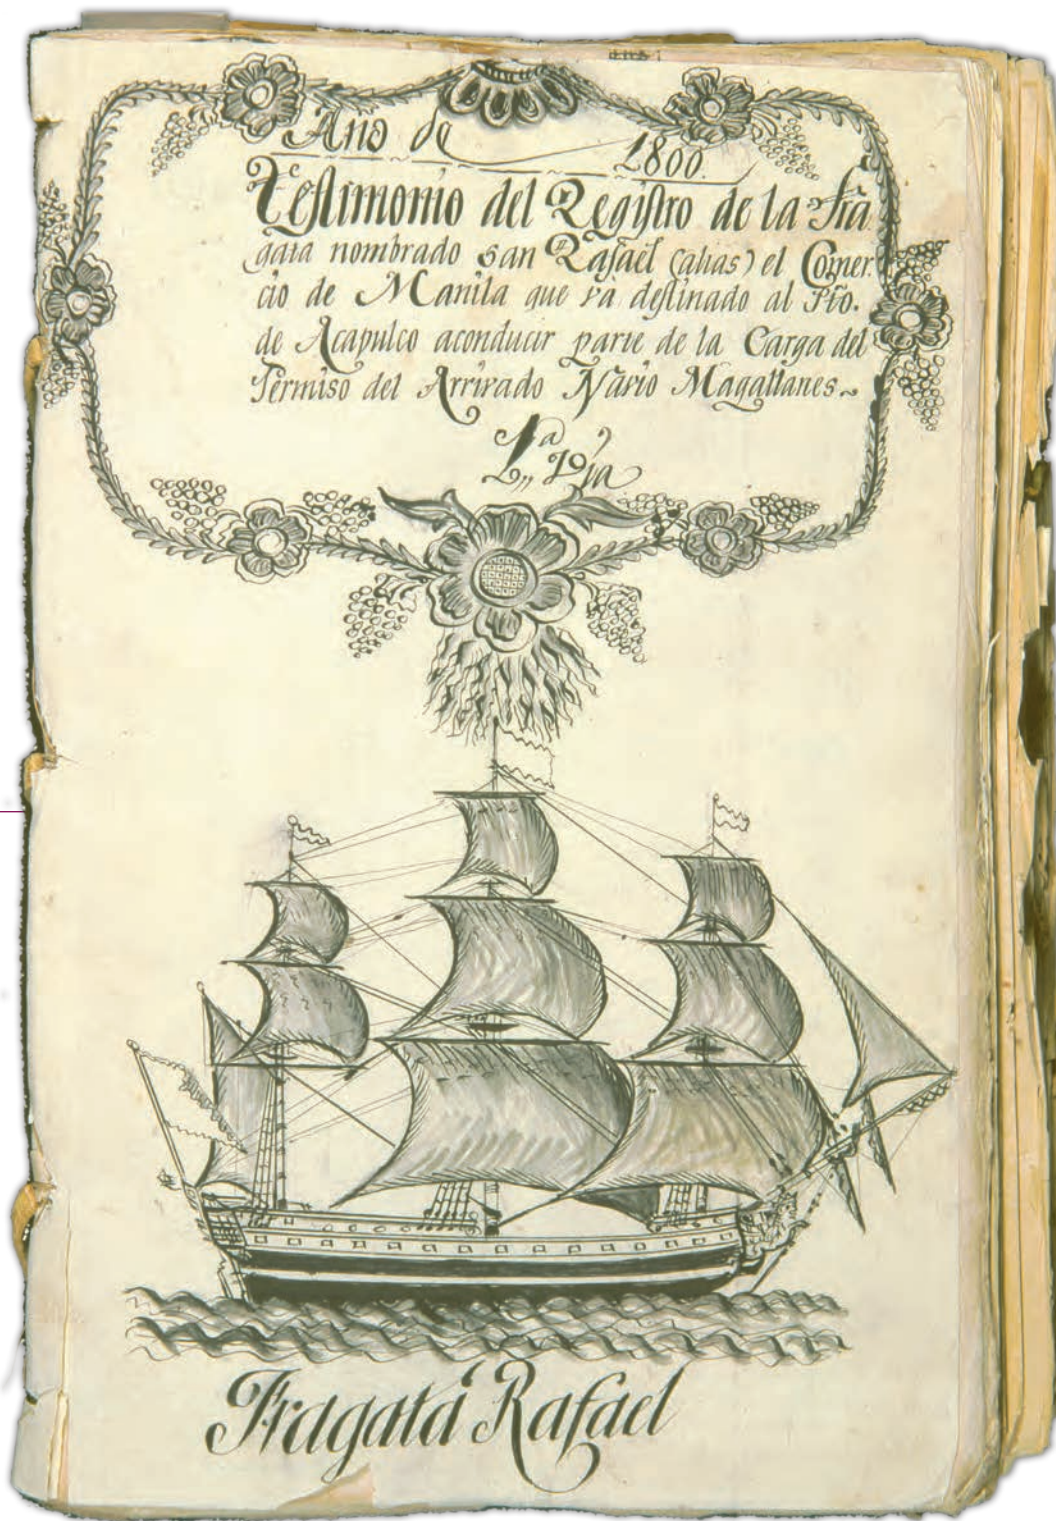 Año de 1800.
Testimonio del Registro de la Fra
gata nombrado san Rafael (alias) el Comer
cio de Manila que va destinado al Pto.
de Acapulco aconducir parte de la Carga del
Permiso del Arrivado Navio Magallanes~
1,, Pia
Fragata Rafael